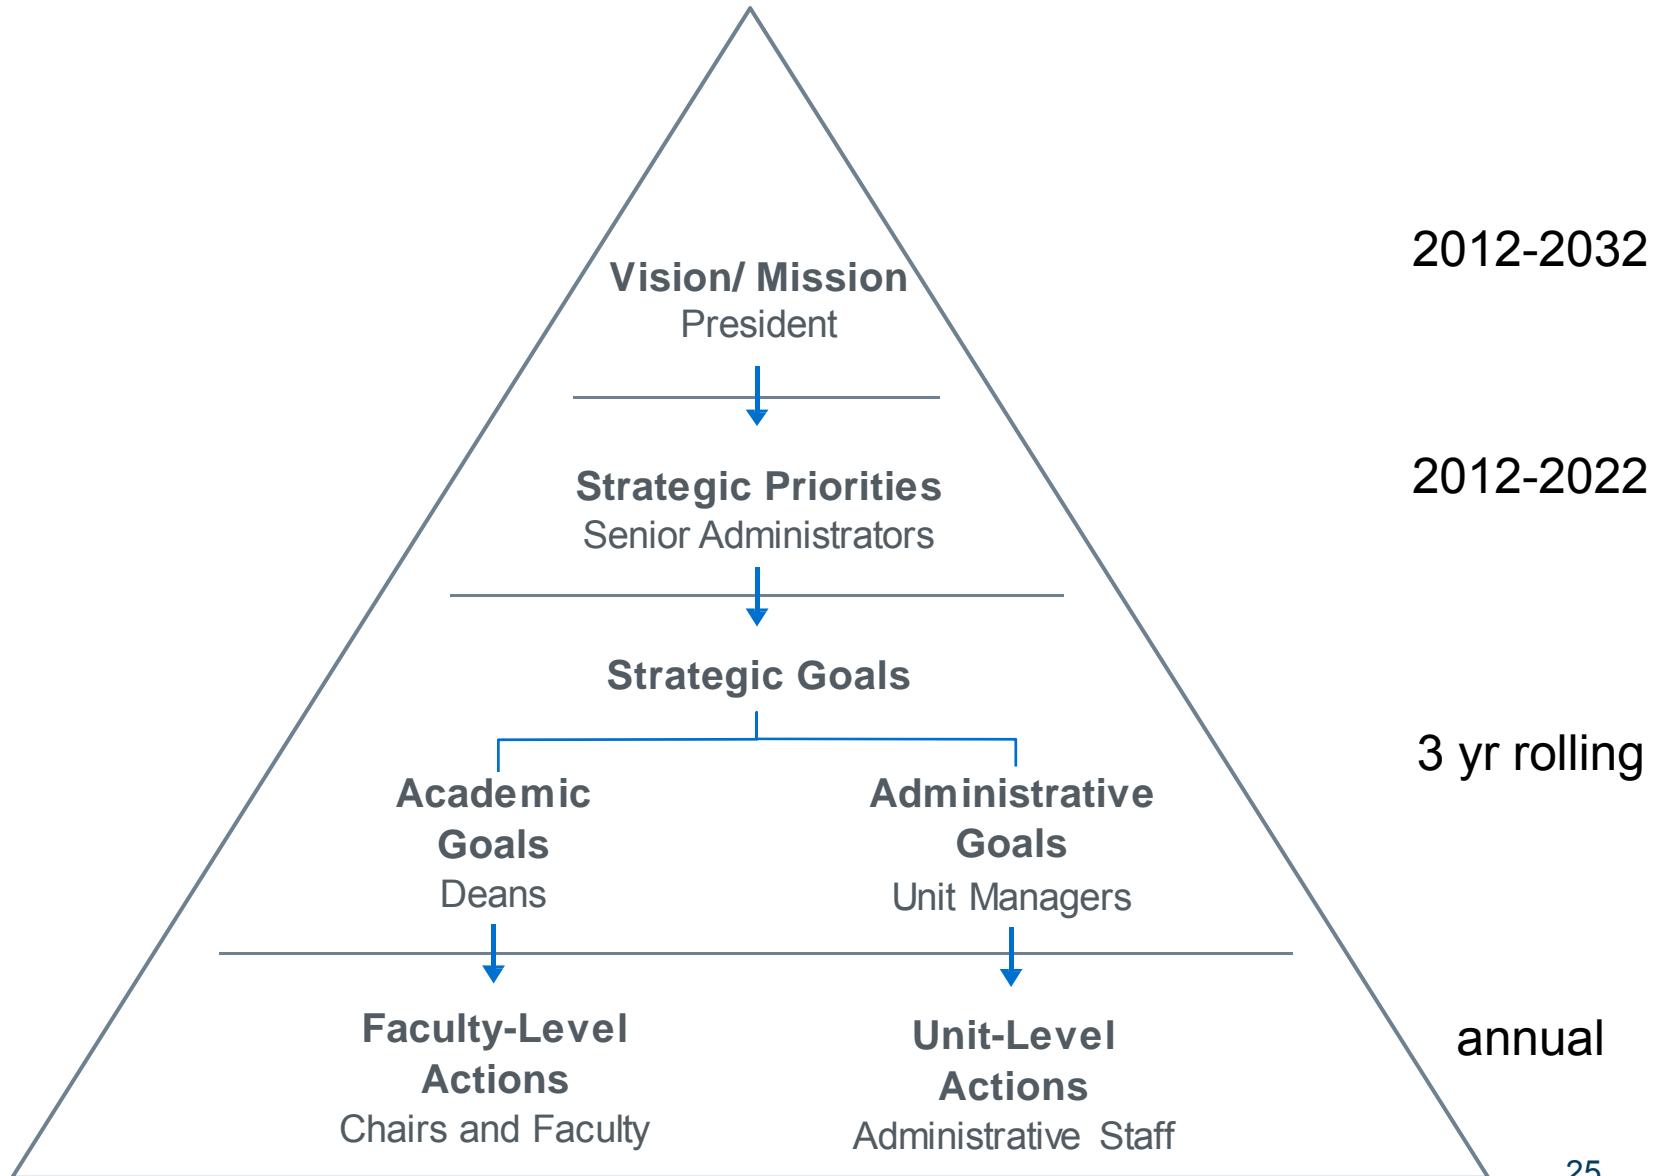 2012-2032
Vision/ Mission
President
2012-2022
Strategic Priorities
Senior Administrators
Strategic Goals
3 yr rolling
Academic
Goals
Deans
Administrative
Goals
Unit Managers
Faculty-Level
Actions
Chairs and Faculty
Unit-Level
Actions
Administrative Staff
annual
25